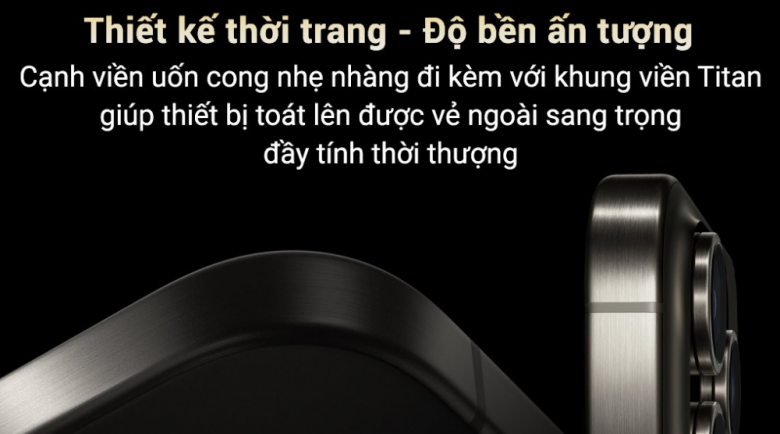 Thiết kế thời trang - Độ bền ấn tượng
Cạnh viền uốn cong nhẹ nhàng đi kèm với khung viền Titan
giúp thiết bị toát lên được vẻ ngoài sang trọng
đầy tính thời thượng